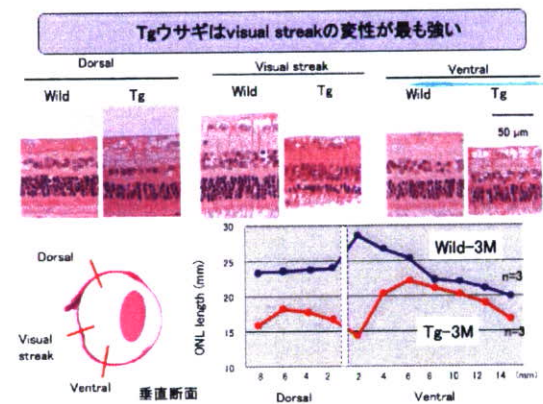 Tgウサギはvisual streakの変性が最も強い
Dorsal
Visual streak
Ventral
Wild
Tg
Wild
Tg
Wild
Tg
50 μm
Dorsal
Visual
streak
Ventral
垂直断面
ONL length (mm)
30
25
20
15
10
Wild-3M
n=3
Tg-3M
n=3
8 6 4 2
2 4 6 8 10 12 14 (mm)
Dorsal
Ventral